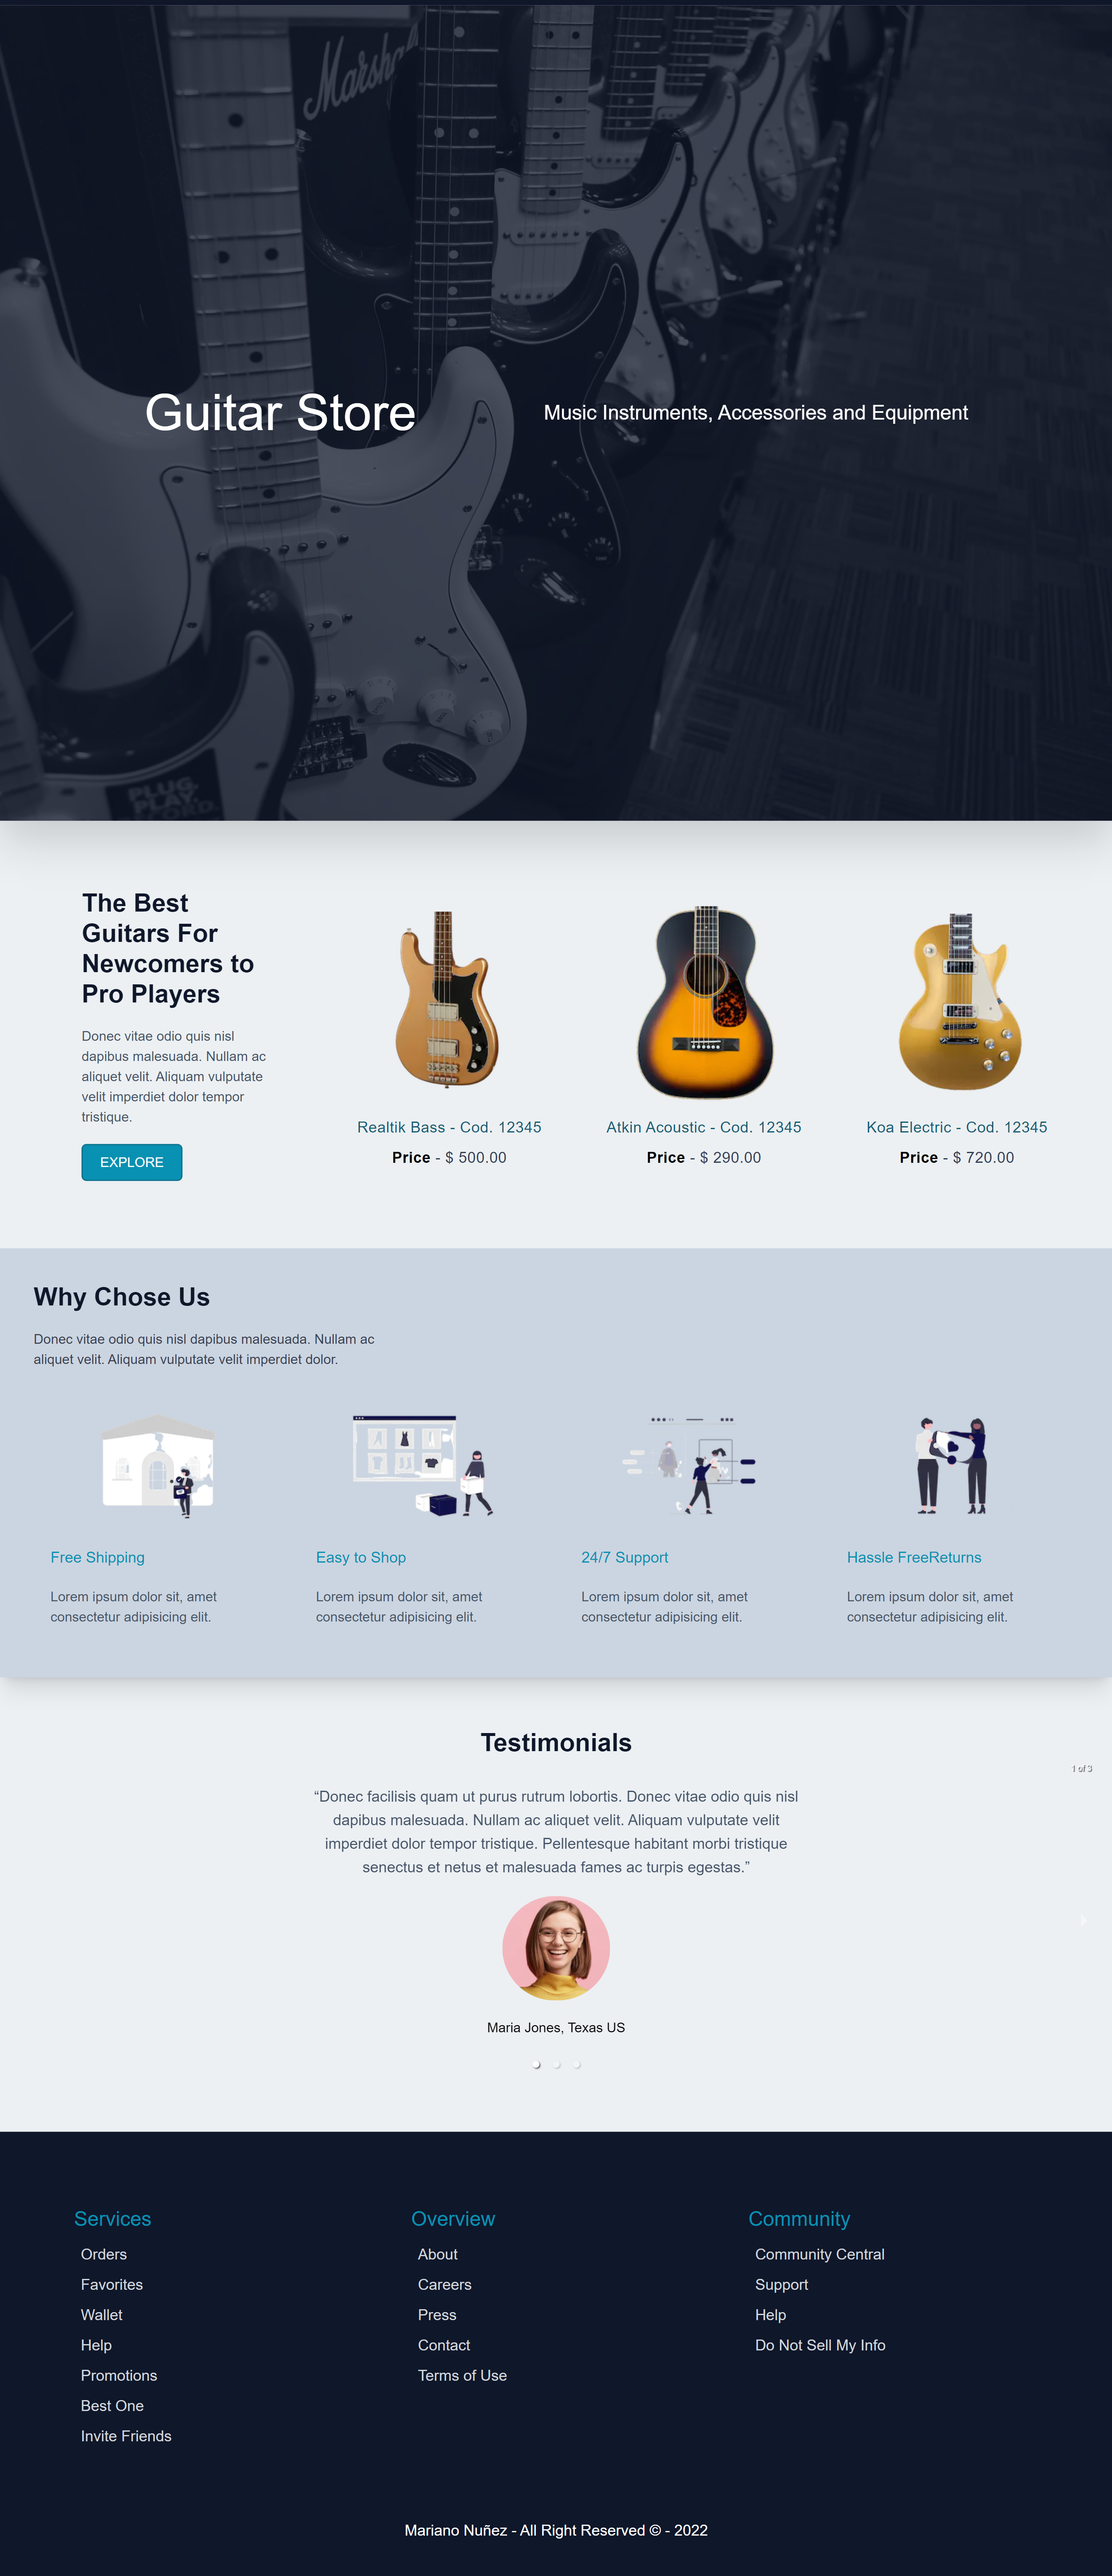 Marshall
Guitar Store
Music Instruments, Accessories and Equipment
PLUG,
PLAY,
The Best
Guitars For
Newcomers to
Pro Players
Donec vitae odio quis nisl
dapibus malesuada. Nullam ac
aliquet velit. Aliquam vulputate
velit imperdiet dolor tempor
tristique.
EXPLORE
Realtik Bass - Cod. 12345
Price - $ 500.00
Atkin Acoustic - Cod. 12345
Price - $ 290.00
Koa Electric - Cod. 12345
Price - $ 720.00
Why Chose Us
Donec vitae odio quis nisl dapibus malesuada. Nullam ac
aliquet velit. Aliquam vulputate velit imperdiet dolor.
Free Shipping
Lorem ipsum dolor sit, amet
consectetur adipisicing elit.
Easy to Shop
Lorem ipsum dolor sit, amet
consectetur adipisicing elit.
24/7 Support
Lorem ipsum dolor sit, amet
consectetur adipisicing elit.
Hassle FreeReturns
Lorem ipsum dolor sit, amet
consectetur adipisicing elit.
Testimonials
1 of 3
“Donec facilisis quam ut purus rutrum lobortis. Donec vitae odio quis nisl
dapibus malesuada. Nullam ac aliquet velit. Aliquam vulputate velit
imperdiet dolor tempor tristique. Pellentesque habitant morbi tristique
senectus et netus et malesuada fames ac turpis egestas.”
Maria Jones, Texas US
Services
Orders
Favorites
Wallet
Help
Promotions
Best One
Invite Friends
Overview
About
Careers
Press
Contact
Terms of Use
Community
Community Central
Support
Help
Do Not Sell My Info
Mariano Nuñez - All Right Reserved © - 2022